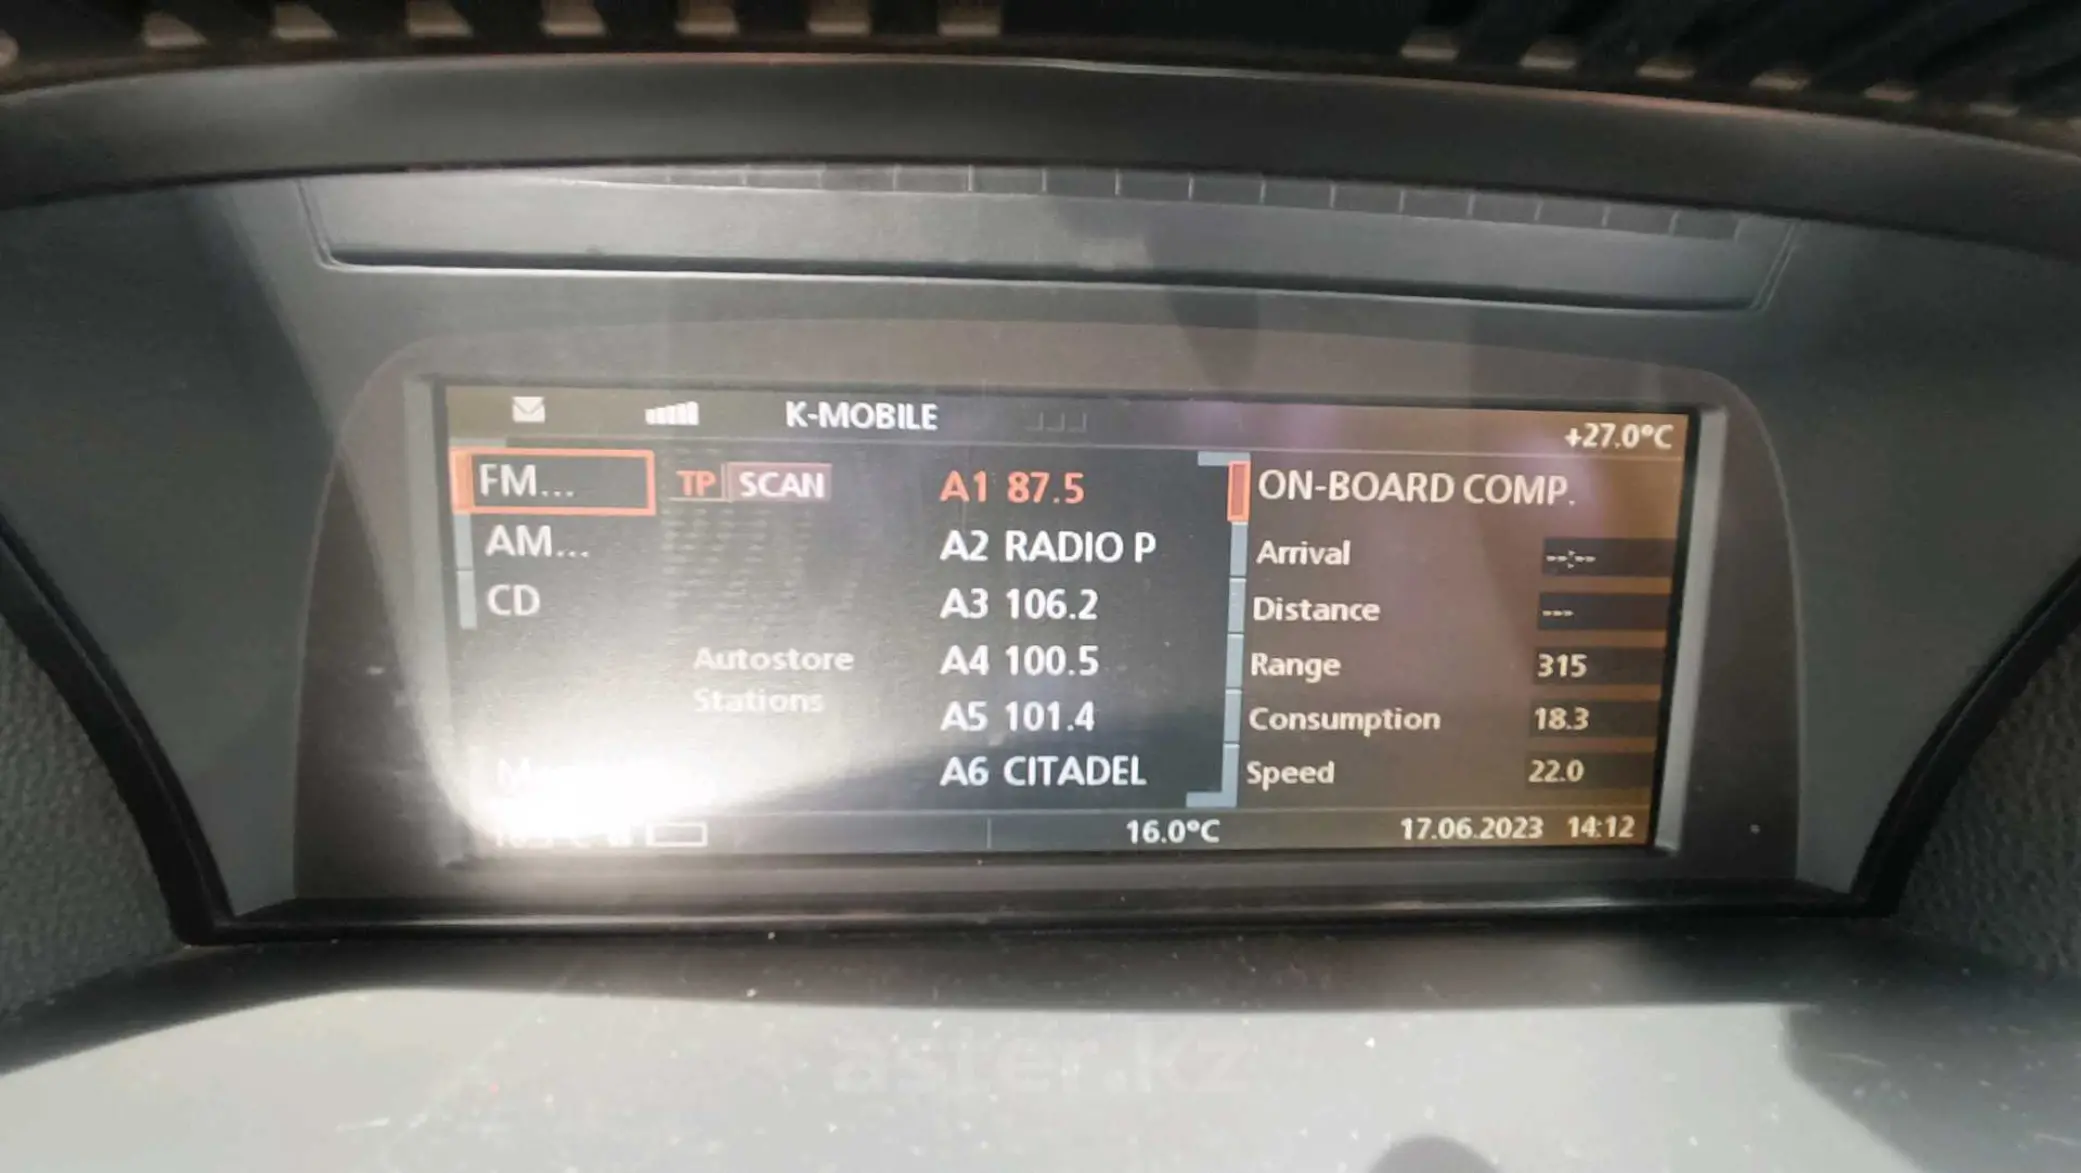 K-MOBILE
+27.0°C
FM...
TP SCAN
AM...
CD
Autostore
Stations
A1 87.5
A2 RADIO P
A3 106.2
A4 100.5
A5 101.4
A6 CITADEL
ON-BOARD COMP.
Arrival --:--
Distance ---
Range 315
Consumption 18.3
Speed 22.0
16.0°C
17.06.2023 14:12
aster.kz